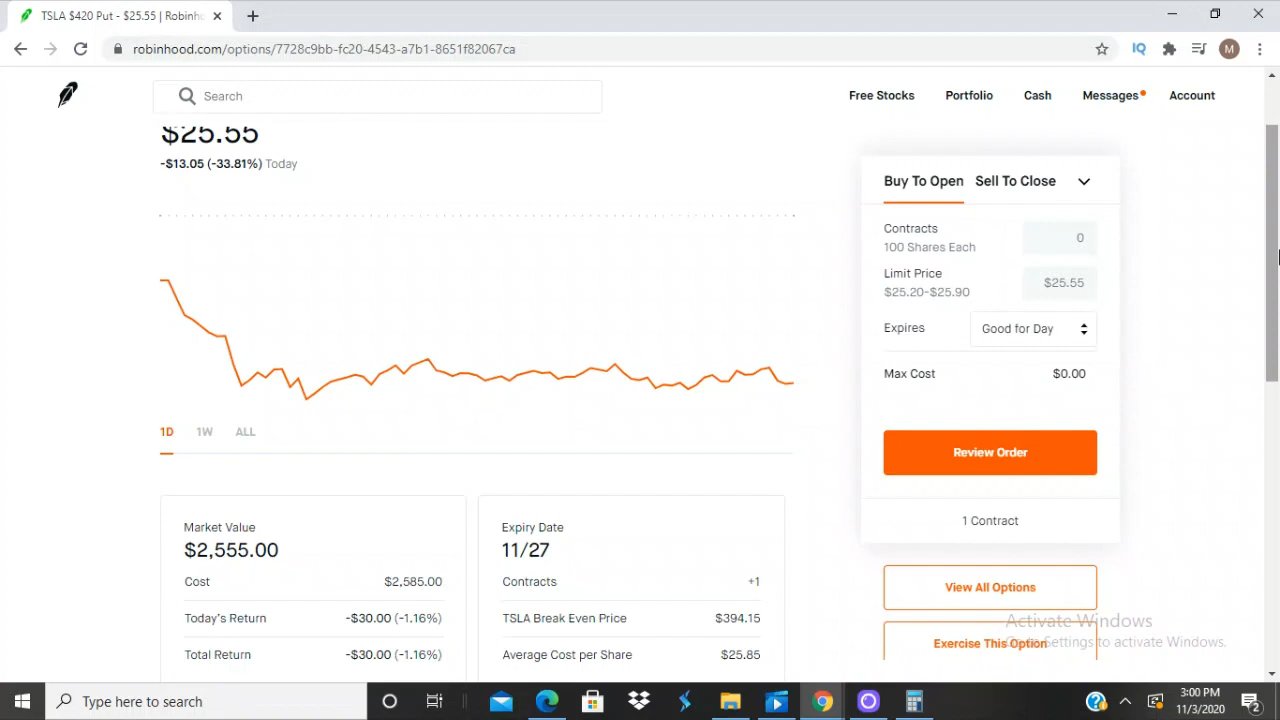 TSLA $420 Put - $25.55 | Robinh
robinhood.com/options/7728c9bb-fc20-4543-a7b1-8651f82067ca
IQ
M
Search
Free Stocks
Portfolio
Cash
Messages
Account
$25.55
-$13.05 (-33.81%) Today
1D
1W
ALL
Market Value
$2,555.00
Cost $2,585.00
Today's Return -$30.00 (-1.16%)
Total Return -$30.00 (-1.16%)
Expiry Date
11/27
Contracts +1
TSLA Break Even Price $394.15
Average Cost per Share $25.85
Buy To Open
Sell To Close
Contracts
100 Shares Each
0
Limit Price
$25.20-$25.90
$25.55
Expires
Good for Day
Max Cost $0.00
Review Order
1 Contract
View All Options
Exercise This Option
Activate Windows
Go to Settings to activate Windows.
Type here to search
3:00 PM
11/3/2020
2